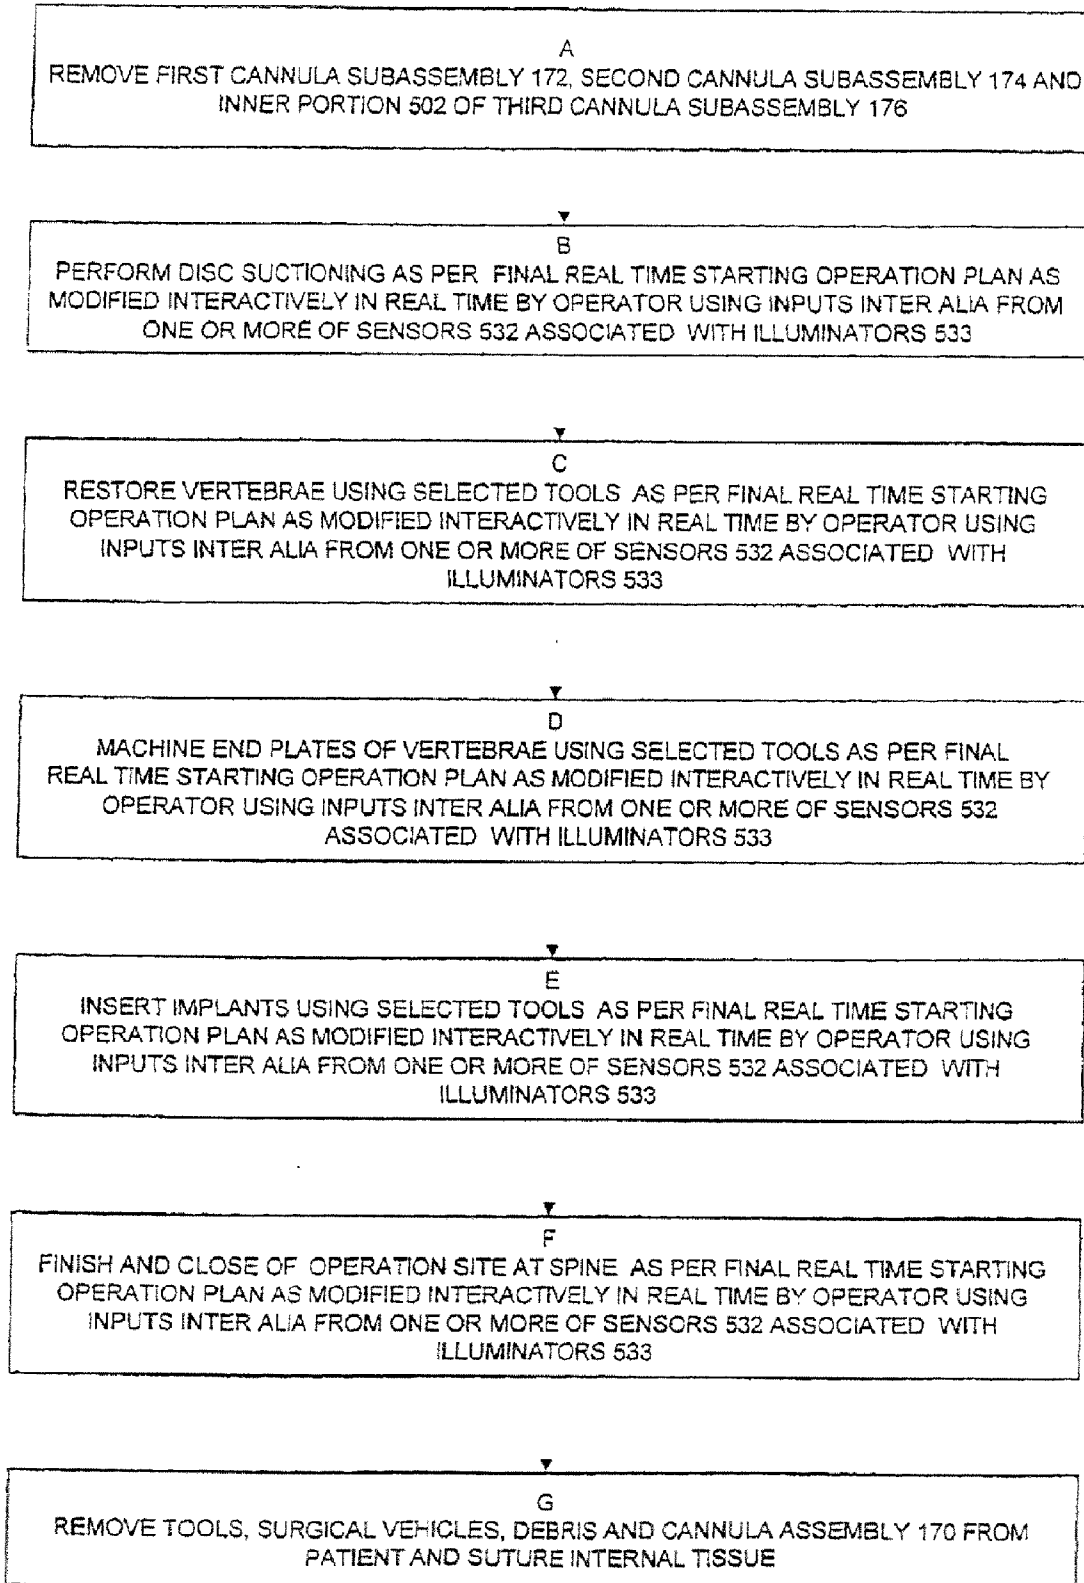 A
REMOVE FIRST CANNULA SUBASSEMBLY 172, SECOND CANNULA SUBASSEMBLY 174 AND
INNER PORTION 502 OF THIRD CANNULA SUBASSEMBLY 176
B
PERFORM DISC SUCTIONING AS PER FINAL REAL TIME STARTING OPERATION PLAN AS
MODIFIED INTERACTIVELY IN REAL TIME BY OPERATOR USING INPUTS INTER ALIA FROM
ONE OR MORE OF SENSORS 532 ASSOCIATED WITH ILLUMINATORS 533
C
RESTORE VERTEBRAE USING SELECTED TOOLS AS PER FINAL REAL TIME STARTING
OPERATION PLAN AS MODIFIED INTERACTIVELY IN REAL TIME BY OPERATOR USING
INPUTS INTER ALIA FROM ONE OR MORE OF SENSORS 532 ASSOCIATED WITH
ILLUMINATORS 533
D
MACHINE END PLATES OF VERTEBRAE USING SELECTED TOOLS AS PER FINAL
REAL TIME STARTING OPERATION PLAN AS MODIFIED INTERACTIVELY IN REAL TIME BY
OPERATOR USING INPUTS INTER ALIA FROM ONE OR MORE OF SENSORS 532
ASSOCIATED WITH ILLUMINATORS 533
E
INSERT IMPLANTS USING SELECTED TOOLS AS PER FINAL REAL TIME STARTING
OPERATION PLAN AS MODIFIED INTERACTIVELY IN REAL TIME BY OPERATOR USING
INPUTS INTER ALIA FROM ONE OR MORE OF SENSORS 532 ASSOCIATED WITH
ILLUMINATORS 533
F
FINISH AND CLOSE OF OPERATION SITE AT SPINE AS PER FINAL REAL TIME STARTING
OPERATION PLAN AS MODIFIED INTERACTIVELY IN REAL TIME BY OPERATOR USING
INPUTS INTER ALIA FROM ONE OR MORE OF SENSORS 532 ASSOCIATED WITH
ILLUMINATORS 533
G
REMOVE TOOLS, SURGICAL VEHICLES, DEBRIS AND CANNULA ASSEMBLY 170 FROM
PATIENT AND SUTURE INTERNAL TISSUE